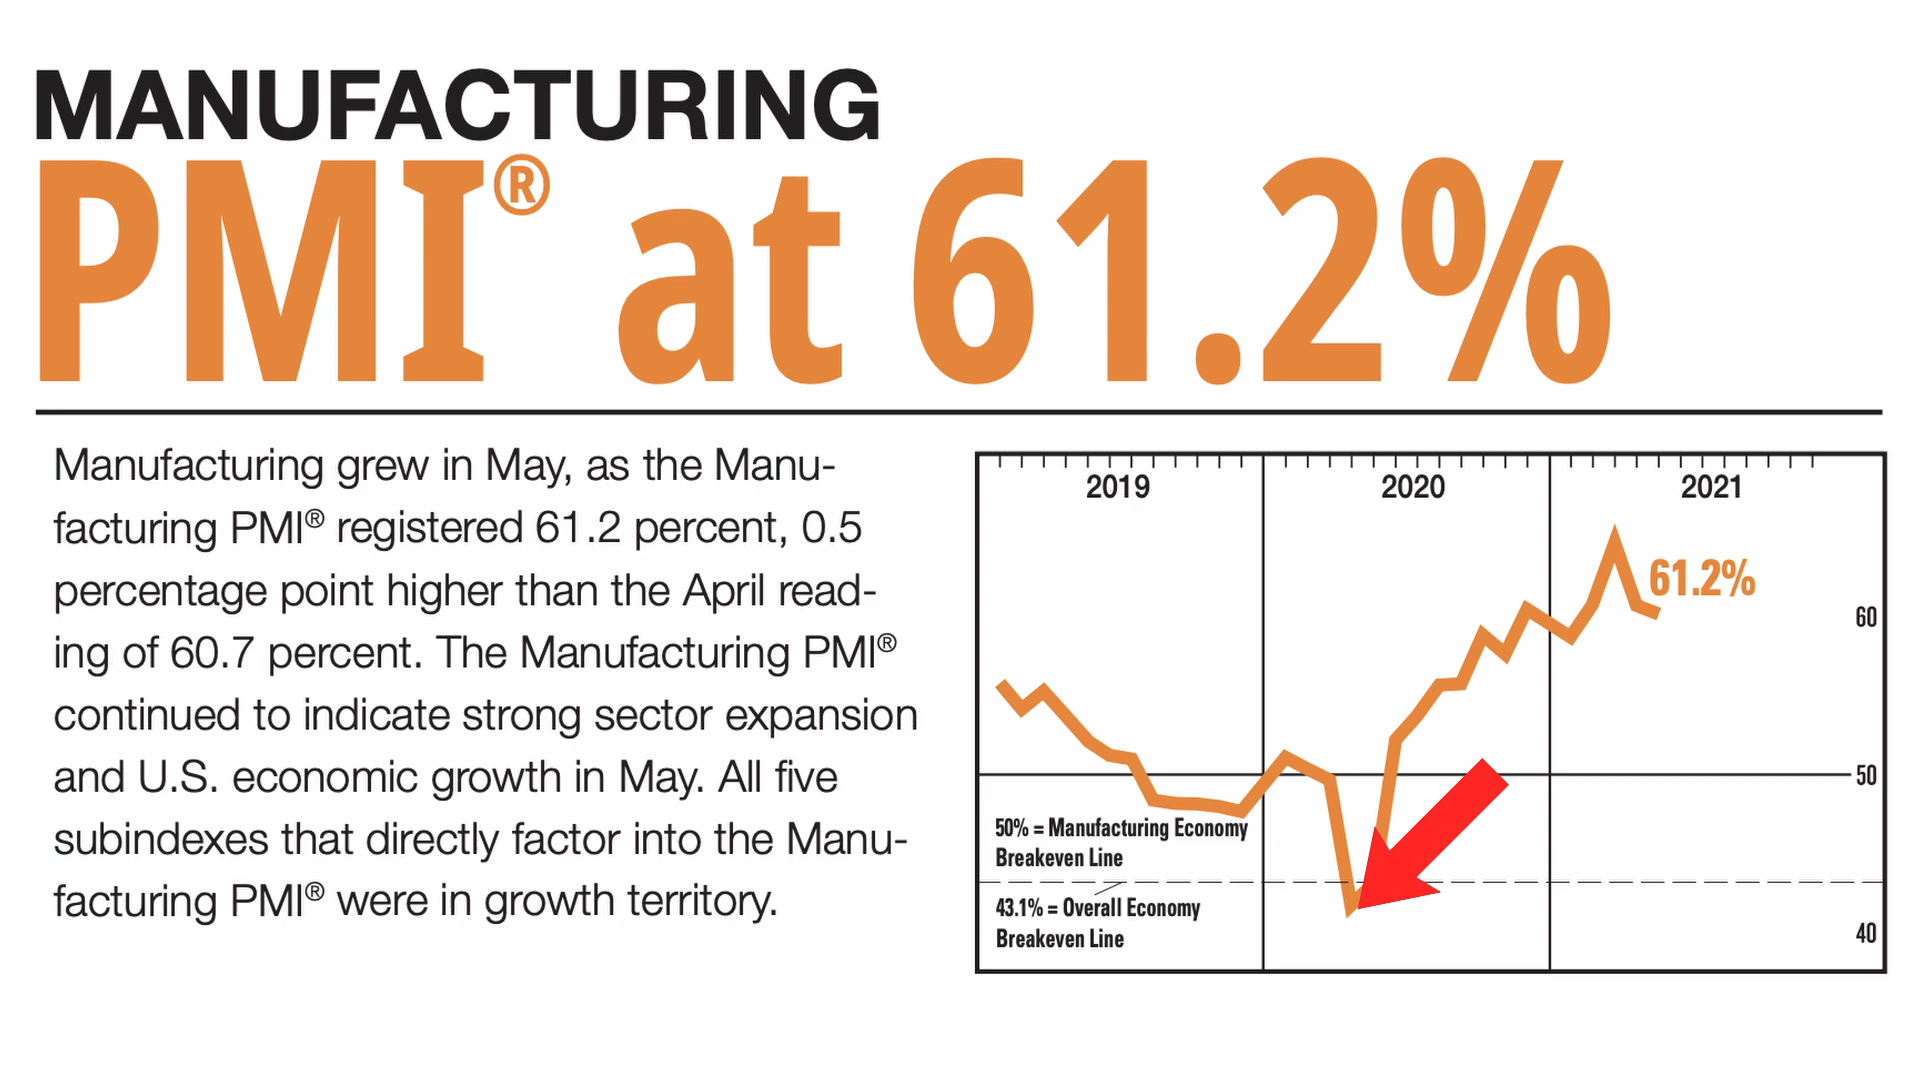 MANUFACTURING
PMI® at 61.2%
Manufacturing grew in May, as the Manu-
facturing PMI® registered 61.2 percent, 0.5
percentage point higher than the April read-
ing of 60.7 percent. The Manufacturing PMI®
continued to indicate strong sector expansion
and U.S. economic growth in May. All five
subindexes that directly factor into the Manu-
facturing PMI® were in growth territory.
2019 2020 2021
61.2%
60
50
50% = Manufacturing Economy
Breakeven Line
43.1% = Overall Economy
Breakeven Line
40